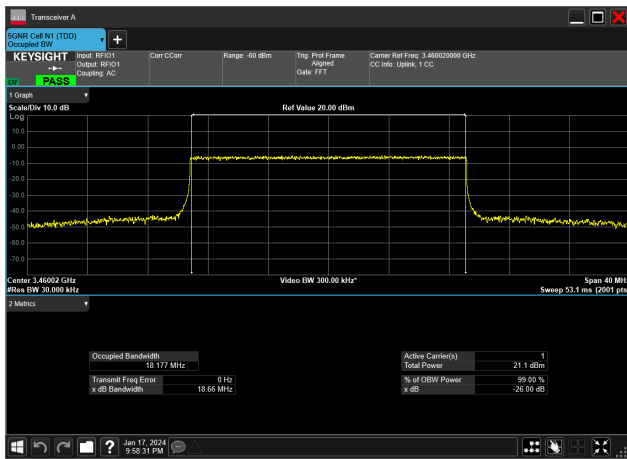 Transceiver A
5GNR Cell N1 (TDD)
Occupied BW
KEYSIGHT
LXI
PASS
Input: RFIO1
Output: RFIO1
Coupling: AC
Corr CCorr
Range: -60 dBm
Trig: Prot Frame
Aligned
Gate: FFT
Carrier Ref Freq: 3.460020000 GHz
CC Info: Uplink, 1 CC
1 Graph
Scale/Div 10.0 dB
Ref Value 20.00 dBm
Log
10.0
0.00
-10.0
-20.0
-30.0
-40.0
-50.0
-60.0
-70.0
Center 3.46002 GHz
#Res BW 30.000 kHz
Video BW 300.00 kHz*
Span 40 MHz
Sweep 53.1 ms (2001 pts
2 Metrics
Occupied Bandwidth
18.177 MHz
Transmit Freq Error 0 Hz
x dB Bandwidth 18.66 MHz
Active Carrier(s) 1
Total Power 21.1 dBm
% of OBW Power 99.00 %
x dB -26.00 dB
Jan 17, 2024
9:58:31 PM